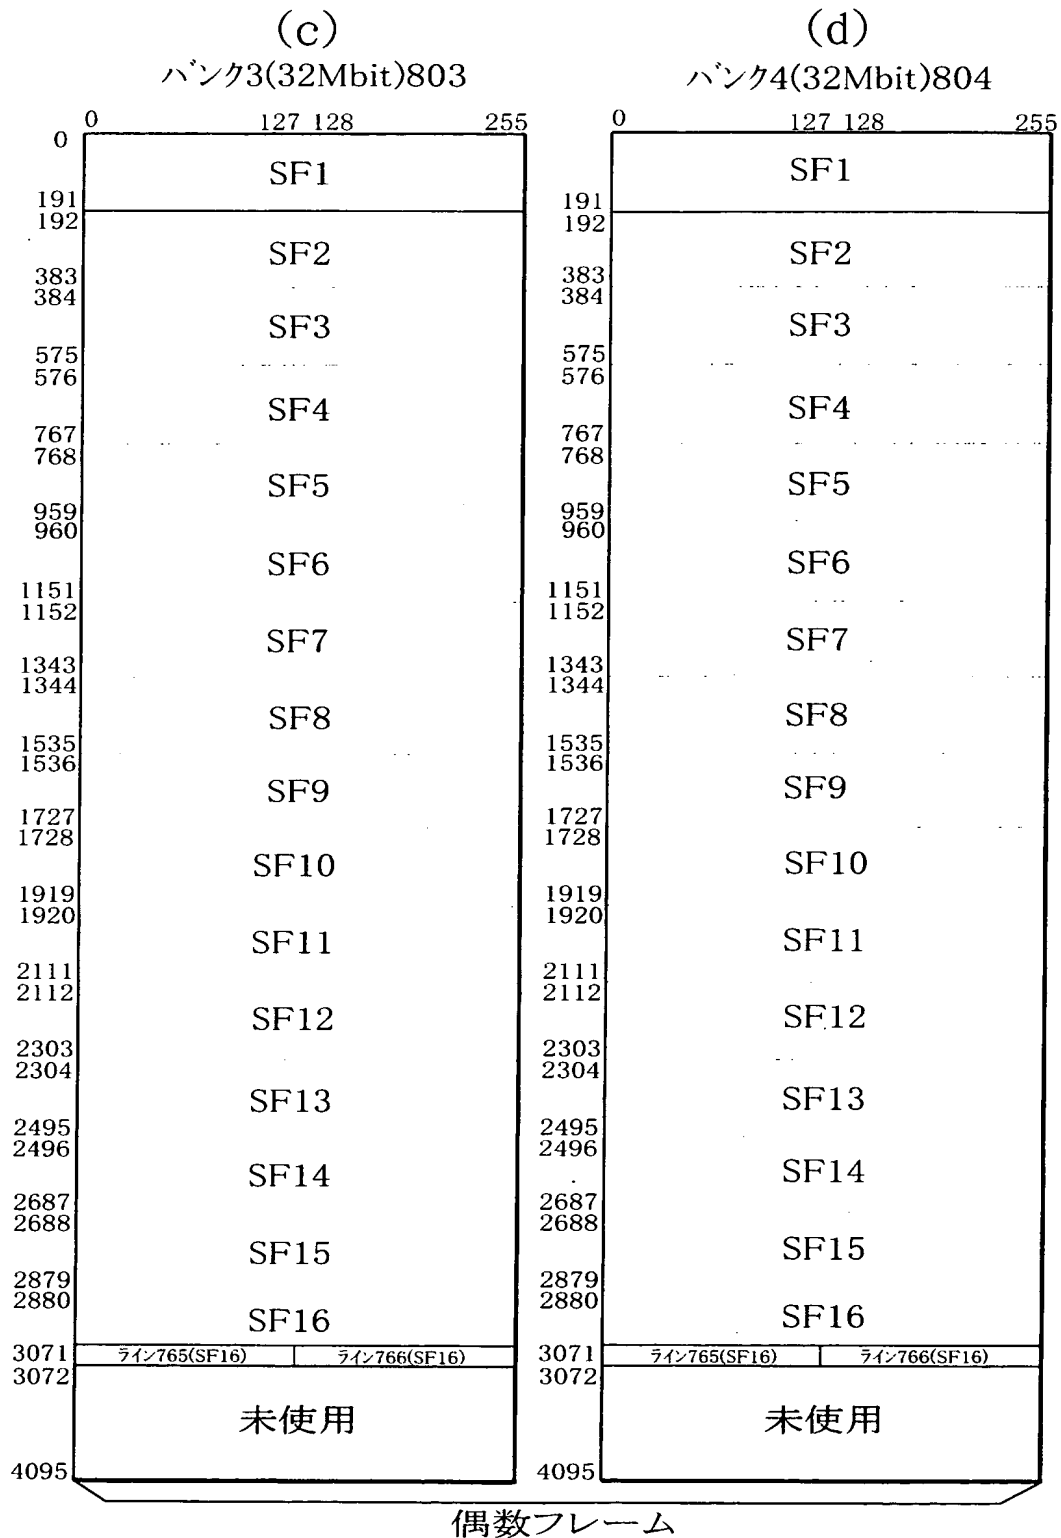 (c)
バンク3(32Mbit)803
0 127 128 255
0
SF1
191
192
SF2
383
384
SF3
575
576
SF4
767
768
SF5
959
960
SF6
1151
1152
SF7
1343
1344
SF8
1535
1536
SF9
1727
1728
SF10
1919
1920
SF11
2111
2112
SF12
2303
2304
SF13
2495
2496
SF14
2687
2688
SF15
2879
2880
SF16
3071 ライン765(SF16) ライン766(SF16)
3072
未使用
4095
(d)
バンク4(32Mbit)804
0 127 128 255
SF1
191
192
SF2
383
384
SF3
575
576
SF4
767
768
SF5
959
960
SF6
1151
1152
SF7
1343
1344
SF8
1535
1536
SF9
1727
1728
SF10
1919
1920
SF11
2111
2112
SF12
2303
2304
SF13
2495
2496
SF14
2687
2688
SF15
2879
2880
SF16
3071 ライン765(SF16) ライン766(SF16)
3072
未使用
4095
偶数フレーム